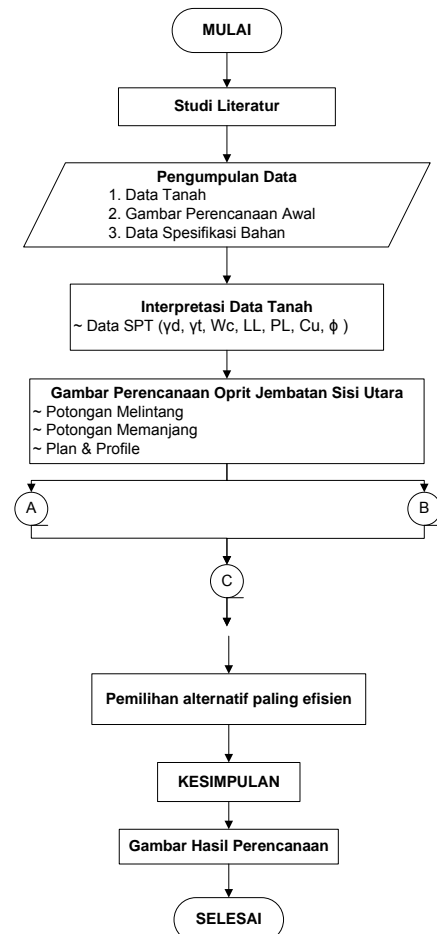 MULAI
Studi Literatur
Pengumpulan Data
1. Data Tanah
2. Gambar Perencanaan Awal
3. Data Spesifikasi Bahan
Interpretasi Data Tanah
~ Data SPT (γd, γt, Wc, LL, PL, Cu, ϕ )
Gambar Perencanaan Oprit Jembatan Sisi Utara
~ Potongan Melintang
~ Potongan Memanjang
~ Plan & Profile
A
B
C
Pemilihan alternatif paling efisien
KESIMPULAN
Gambar Hasil Perencanaan
SELESAI